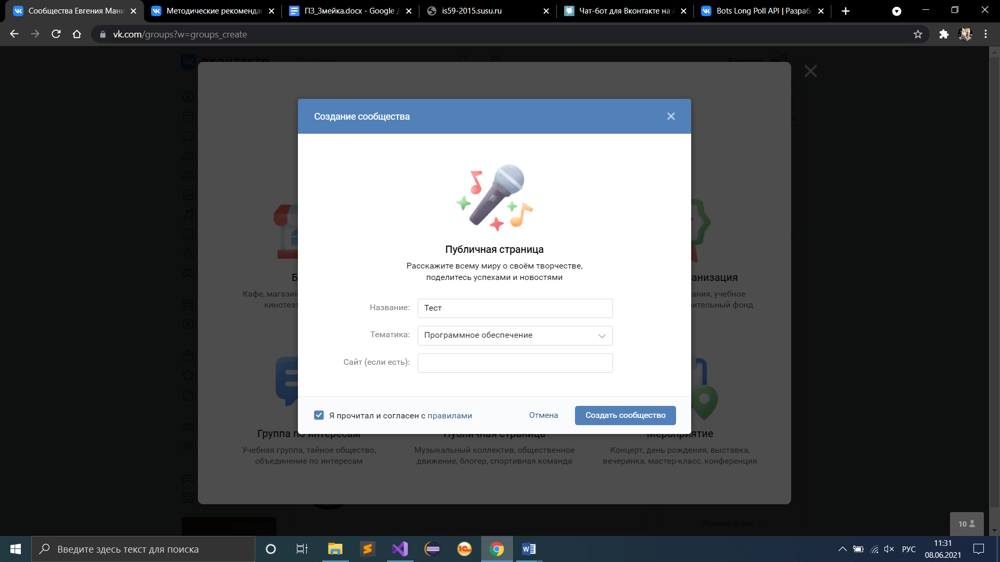 Сообщества Евгения Мани
Методические рекоменда
ПЗ_Змейка.docx - Google Д
is59-2015.susu.ru
Чат-бот для Вконтакте на
Bots Long Poll API | Разраб
vk.com/groups?w=groups_create
вконтакте
Поиск
Евгений
Создание сообщества
Публичная страница
Расскажите всему миру о своём творчестве,
поделитесь успехами и новостями
Название:
Тест
Тематика:
Программное обеспечение
Сайт (если есть):
Я прочитал и согласен с правилами
Отмена
Создать сообщество
Кафе, магазин
кинотеат
анизация
ания, учебное
ительный фонд
Группа по интересам
Учебная группа, тайное общество,
объединение по интересам
Публичная страница
Музыкальный коллектив, общественное
движение, блогер, спортивная команда
Мероприятие
Концерт, день рождения, выставка,
вечеринка, мастер-класс, конференция
Показать все
10
Введите здесь текст для поиска
РУС
11:31
08.06.2021